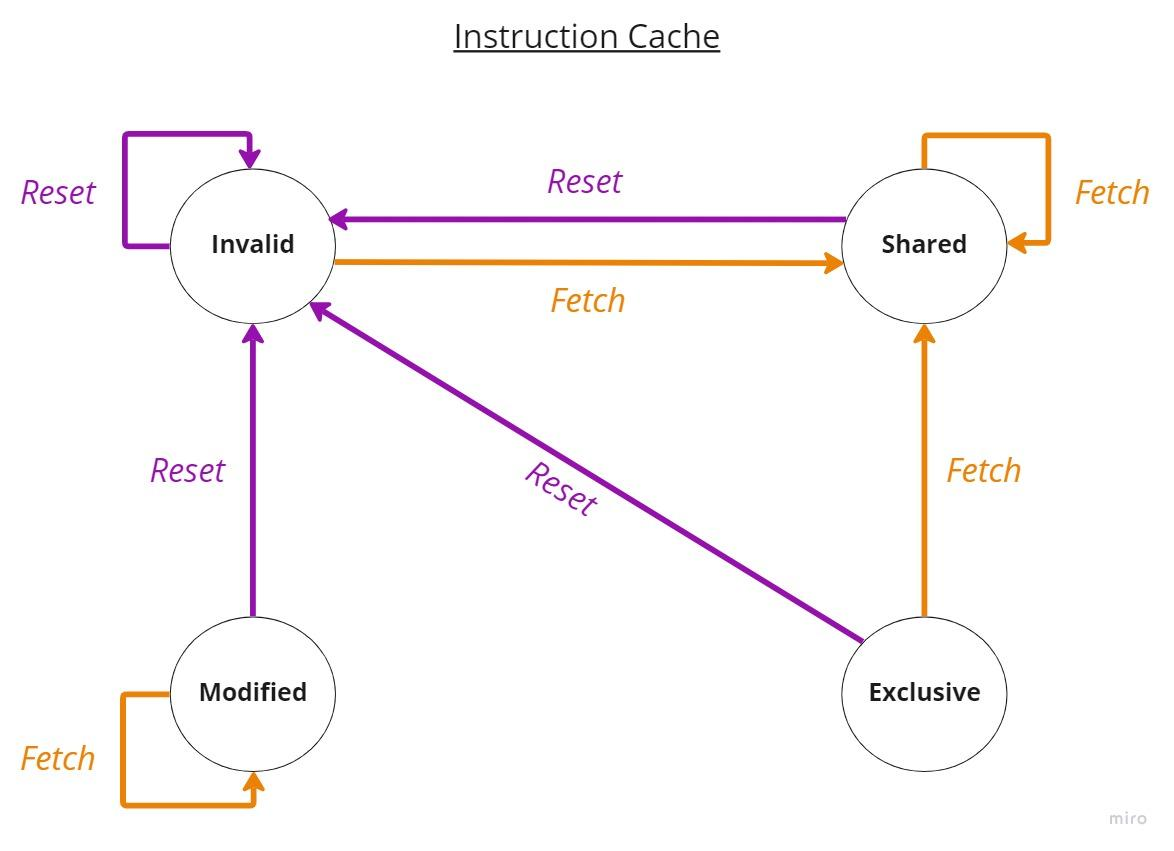 Instruction Cache
Reset
Reset
Fetch
Invalid
Shared
Fetch
Reset
Reset
Fetch
Modified
Exclusive
Fetch
miro